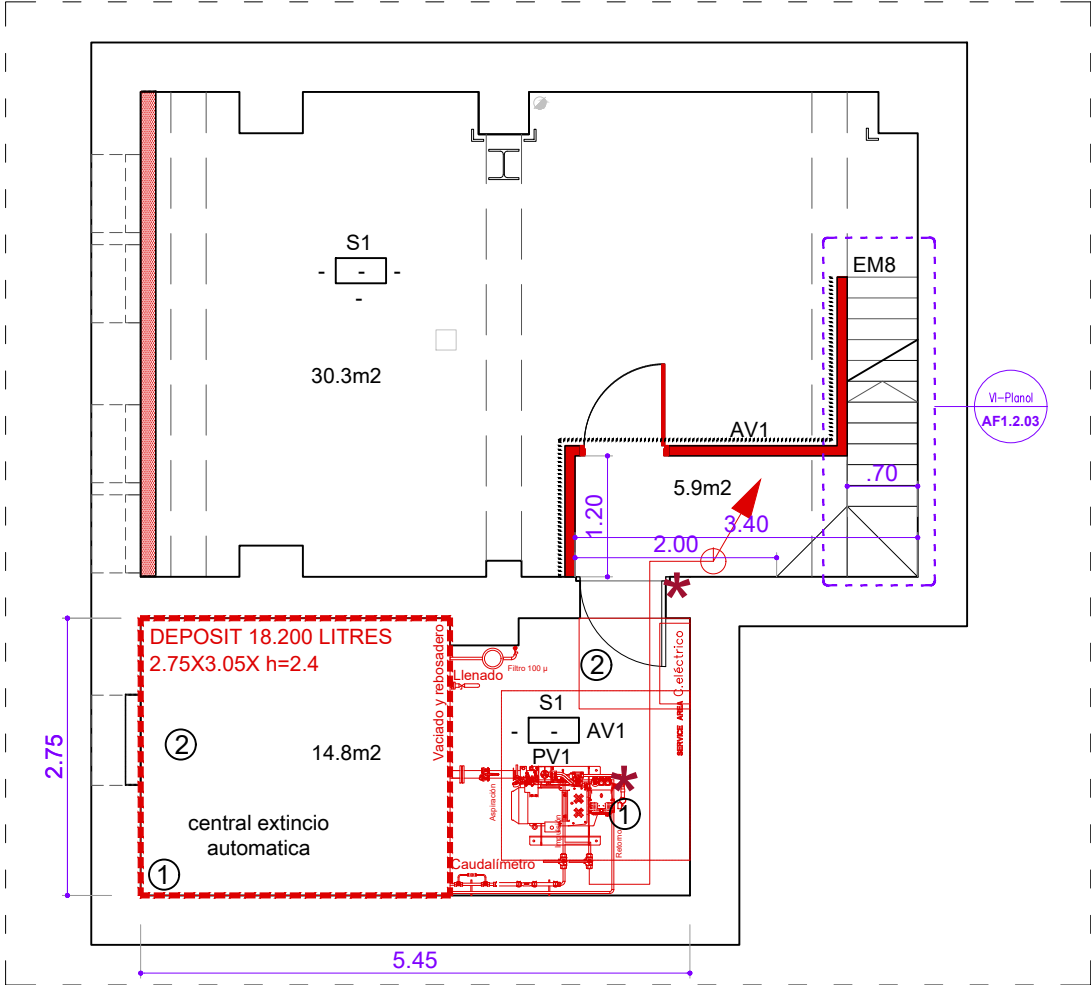 S1
-
-
-
-
30.3m2
EM8
VI-Planol
AF1.2.03
AV1
5.9m2
.70
1.20
3.40
2.00
DEPOSIT 18.200 LITRES
2.75X3.05X h=2.4
Vaciado y rebosadero
Filtro 100 µ
Llenado
2
SERVICE AREA
C.eléctrico
S1
-
-
AV1
PV1
2.75
2
14.8m2
Aspiración
Impulsión
Retorno
1
central extincio
automatica
1
Caudalímetro
5.45